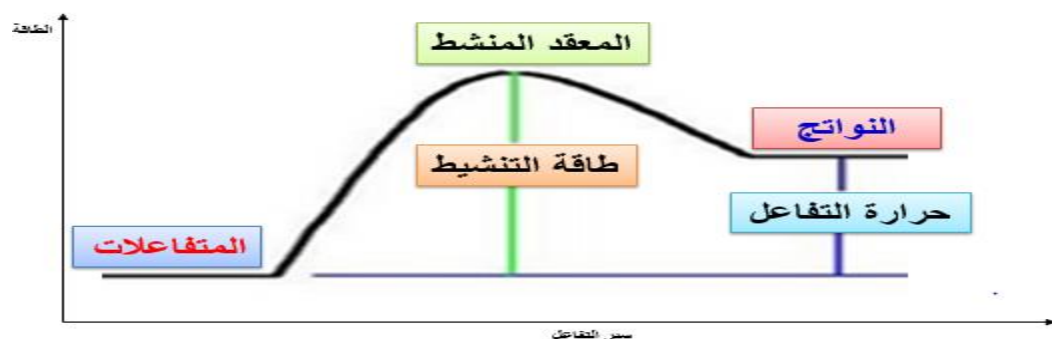 الطاقة
المعقد المنشط
النواتج
طاقة التنشيط
حرارة التفاعل
المتفاعلات
سير التفاعل